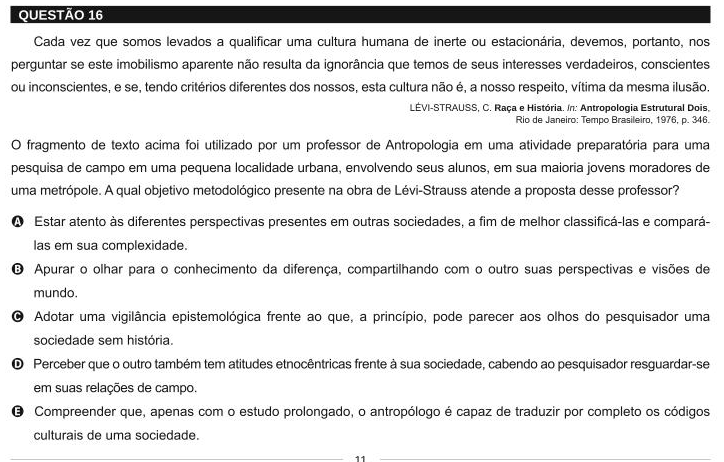 QUESTÃO 16
Cada vez que somos levados a qualificar uma cultura humana de inerte ou estacionária, devemos, portanto, nos
perguntar se este imobilismo aparente não resulta da ignorância que temos de seus interesses verdadeiros, conscientes
ou inconscientes, e se, tendo critérios diferentes dos nossos, esta cultura não é, a nosso respeito, vítima da mesma ilusão.
LÉVI-STRAUSS, C. Raça e História. In: Antropologia Estrutural Dois,
Rio de Janeiro: Tempo Brasileiro, 1976, p. 346.
O fragmento de texto acima foi utilizado por um professor de Antropologia em uma atividade preparatória para uma
pesquisa de campo em uma pequena localidade urbana, envolvendo seus alunos, em sua maioria jovens moradores de
uma metrópole. A qual objetivo metodológico presente na obra de Lévi-Strauss atende a proposta desse professor?
A Estar atento às diferentes perspectivas presentes em outras sociedades, a fim de melhor classificá-las e compará-
las em sua complexidade.
B Apurar o olhar para o conhecimento da diferença, compartilhando com o outro suas perspectivas e visões de
mundo.
C Adotar uma vigilância epistemológica frente ao que, a princípio, pode parecer aos olhos do pesquisador uma
sociedade sem história.
D Perceber que o outro também tem atitudes etnocêntricas frente à sua sociedade, cabendo ao pesquisador resguardar-se
em suas relações de campo.
E Compreender que, apenas com o estudo prolongado, o antropólogo é capaz de traduzir por completo os códigos
culturais de uma sociedade.
11